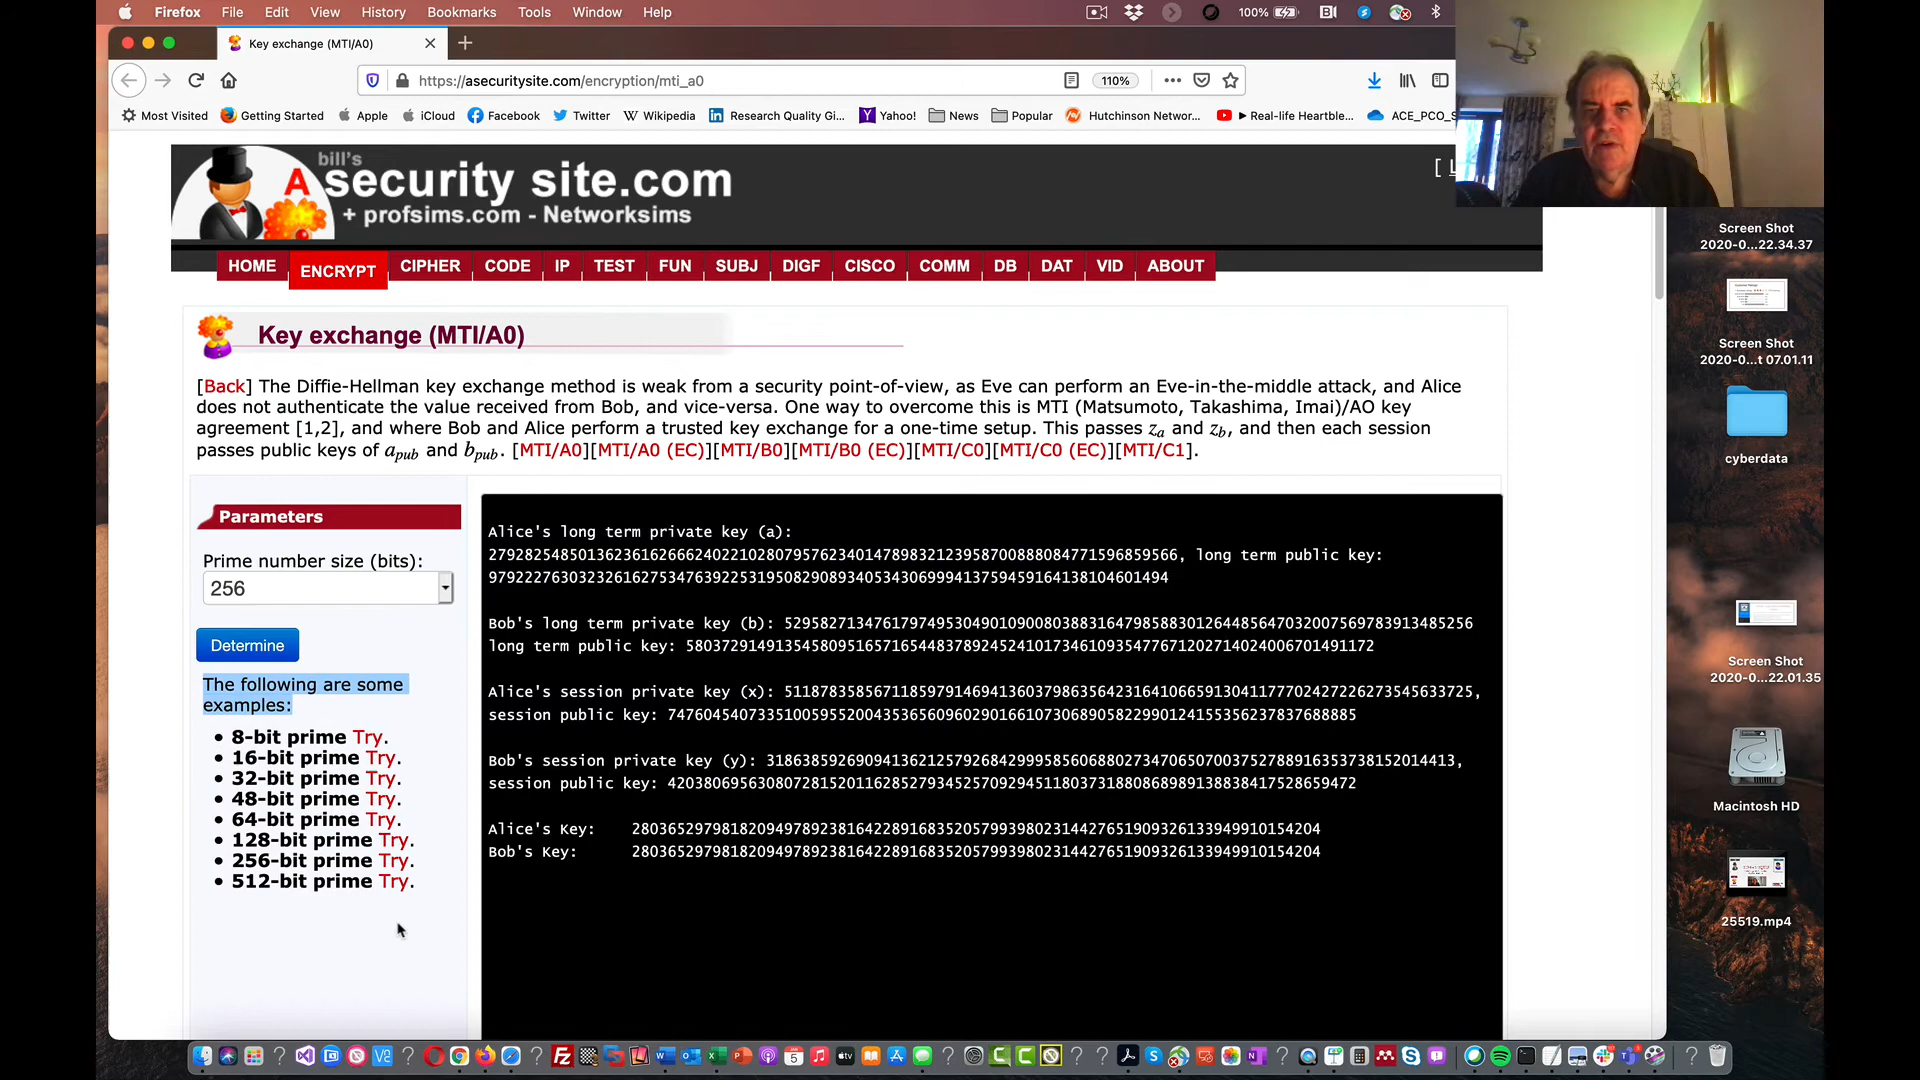 Firefox File Edit View History Bookmarks Tools Window Help 100%
Key exchange (MTI/A0)
https://asecuritysite.com/encryption/mti_a0 110%
Most Visited Getting Started Apple iCloud Facebook Twitter Wikipedia Research Quality Gi... Yahoo! News Popular Hutchinson Networ... ▶ Real-life Heartble... ACE_PCO_S
bill's
A security site.com
+ profsims.com - Networksims
[ L
HOME ENCRYPT CIPHER CODE IP TEST FUN SUBJ DIGF CISCO COMM DB DAT VID ABOUT
Key exchange (MTI/A0)
[Back] The Diffie-Hellman key exchange method is weak from a security point-of-view, as Eve can perform an Eve-in-the-middle attack, and Alice
does not authenticate the value received from Bob, and vice-versa. One way to overcome this is MTI (Matsumoto, Takashima, Imai)/AO key
agreement [1,2], and where Bob and Alice perform a trusted key exchange for a one-time setup. This passes za and zb, and then each session
passes public keys of apub and bpub. [MTI/A0][MTI/A0 (EC)][MTI/B0][MTI/B0 (EC)][MTI/C0][MTI/C0 (EC)][MTI/C1].
Parameters
Prime number size (bits):
256
Determine
The following are some
examples:
• 8-bit prime Try.
• 16-bit prime Try.
• 32-bit prime Try.
• 48-bit prime Try.
• 64-bit prime Try.
• 128-bit prime Try.
• 256-bit prime Try.
• 512-bit prime Try.
Alice's long term private key (a):
27928254850136236162666240221028079576234014789832123958700888084771596859566, long term public key:
97922276303232616275347639225319508290893405343069994137594591641381046014​94
Bob's long term private key (b): 52958271347617974953049010900803883164798588301264485647032007569783913485256
long term public key: 58037291491354580951657165448378924524101734610935477671202714024006701491172
Alice's session private key (x): 51187835856711859791469413603798635642316410665913041177702427226273545633725,
session public key: 74760454073351005955200435365609602901661073068905822990124155356237837688885
Bob's session private key (y): 31863859269094136212579268429995856068802734706507003752788916353738152014413,
session public key: 42038069563080728152011628527934525709294511803731880868989138838417528659472
Alice's Key: 28036529798182094978923816422891683520579939802314427651909326133949910154204
Bob's Key: 28036529798182094978923816422891683520579939802314427651909326133949910154204
Screen Shot
2020-0...22.34.37
Screen Shot
2020-0...t 07.01.11
cyberdata
Screen Shot
2020-0...22.01.35
Macintosh HD
25519.mp4